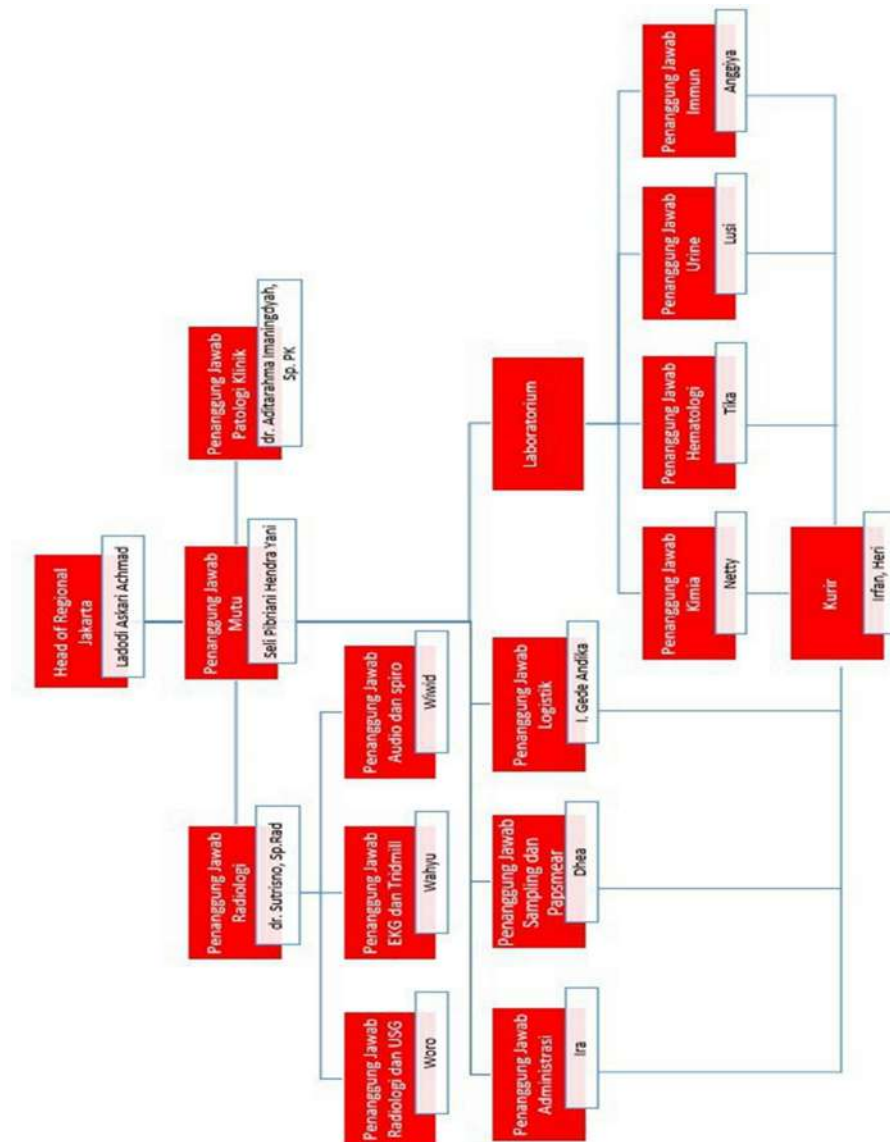 Head of Regional
Jakarta
Ladodi Askari Achmad
Penanggung Jawab
Radiologi
dr. Sutrisno, Sp.Rad
Penanggung Jawab
Mutu
Seli Pibriani Hendra Yani
Penanggung Jawab
Patologi Klinik
dr. Aditarahma Imaningdyah,
Sp. PK
Penanggung Jawab
Radiologi dan USG
Woro
Penanggung Jawab
EKG dan Tridmill
Wahyu
Penanggung Jawab
Audio dan spiro
Wiwid
Penanggung Jawab
Administrasi
Ira
Penanggung Jawab
Sampling dan
Papsmear
Dhea
Penanggung Jawab
Logistik
I. Gede Andika
Laboratorium
Penanggung Jawab
Kimia
Netty
Penanggung Jawab
Hematologi
Tika
Penanggung Jawab
Urine
Lusi
Penanggung Jawab
Immun
Anggiya
Kurir
Irfan, Heri